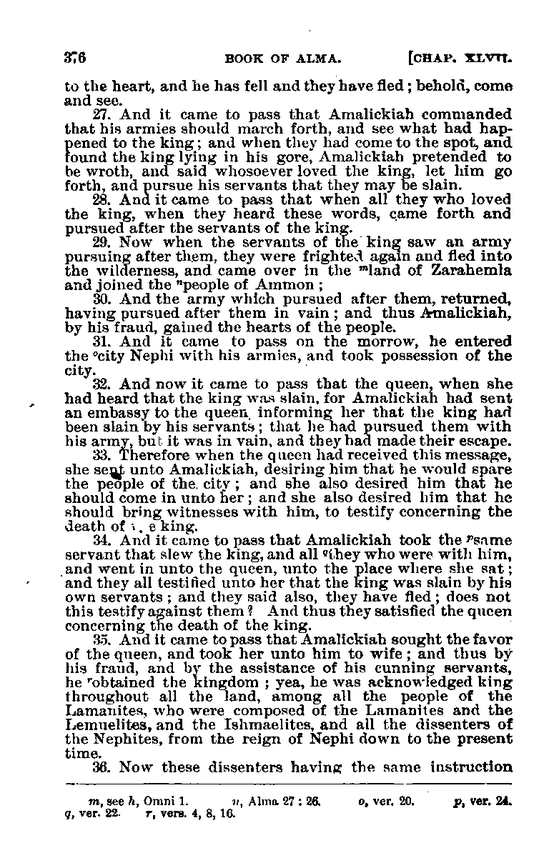 376 BOOK OF ALMA. [CHAP. XLVII.
to the heart, and he has fell and they have fled; behold, come
and see.
27. And it came to pass that Amalickiah commanded
that his armies should march forth, and see what had hap-
pened to the king; and when they had come to the spot, and
found the king lying in his gore, Amalickiah pretended to
be wroth, and said whosoever loved the king, let him go
forth, and pursue his servants that they may be slain.
28. And it came to pass that when all they who loved
the king, when they heard these words, came forth and
pursued after the servants of the king.
29. Now when the servants of the king saw an army
pursuing after them, they were frighted again and fled into
the wilderness, and came over in the ᵐland of Zarahemla
and joined the ⁿpeople of Ammon;
30. And the army which pursued after them, returned,
having pursued after them in vain; and thus Amalickiah,
by his fraud, gained the hearts of the people.
31. And it came to pass on the morrow, he entered
the ᵒcity Nephi with his armies, and took possession of the
city.
32. And now it came to pass that the queen, when she
had heard that the king was slain, for Amalickiah had sent
an embassy to the queen, informing her that the king had
been slain by his servants; that he had pursued them with
his army, but it was in vain, and they had made their escape.
33. Therefore when the queen had received this message,
she sent unto Amalickiah, desiring him that he would spare
the people of the city; and she also desired him that he
should come in unto her; and she also desired him that he
should bring witnesses with him, to testify concerning the
death of king.
34. And it came to pass that Amalickiah took the ᵖsame
servant that slew the king, and all qthey who were with him,
and went in unto the queen, unto the place where she sat;
and they all testified unto her that the king was slain by his
own servants; and they said also, they have fled; does not
this testify against them? And thus they satisfied the queen
concerning the death of the king.
35. And it came to pass that Amalickiah sought the favor
of the queen, and took her unto him to wife; and thus by
his fraud, and by the assistance of his cunning servants,
he ʳobtained the kingdom; yea, he was acknowledged king
throughout all the land, among all the people of the
Lamanites, who were composed of the Lamanites and the
Lemuelites, and the Ishmaelites, and all the dissenters of
the Nephites, from the reign of Nephi down to the present
time.
36. Now these dissenters having the same instruction
m, see h, Omni 1. n, Alma 27:26. o, ver. 20. p, ver. 24.
q, ver. 22. r, vers. 4, 8, 16.